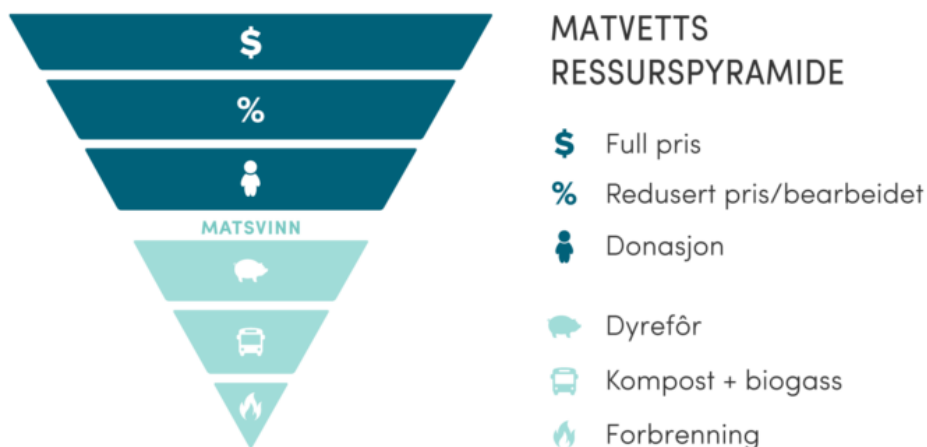 MATVETTS
RESSURSPYRAMIDE
$
%
MATSVINN
$ Full pris
% Redusert pris/bearbeidet
Donasjon
Dyrefôr
Kompost + biogass
Forbrenning